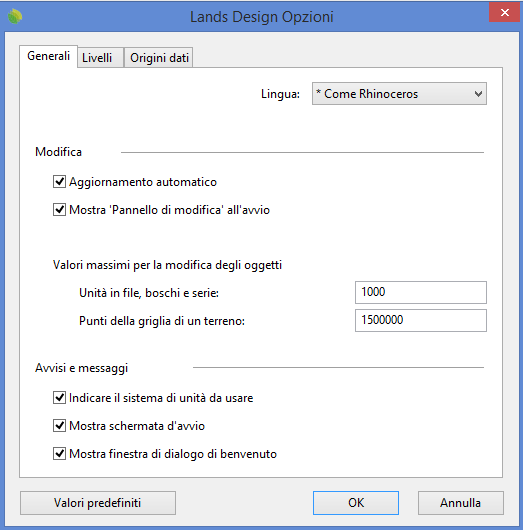 Lands Design Opzioni
Generali Livelli Origini dati
Lingua: * Come Rhinoceros
Modifica
Aggiornamento automatico
Mostra 'Pannello di modifica' all'avvio
Valori massimi per la modifica degli oggetti
Unità in file, boschi e serie: 1000
Punti della griglia di un terreno: 1500000
Avvisi e messaggi
Indicare il sistema di unità da usare
Mostra schermata d'avvio
Mostra finestra di dialogo di benvenuto
Valori predefiniti OK Annulla